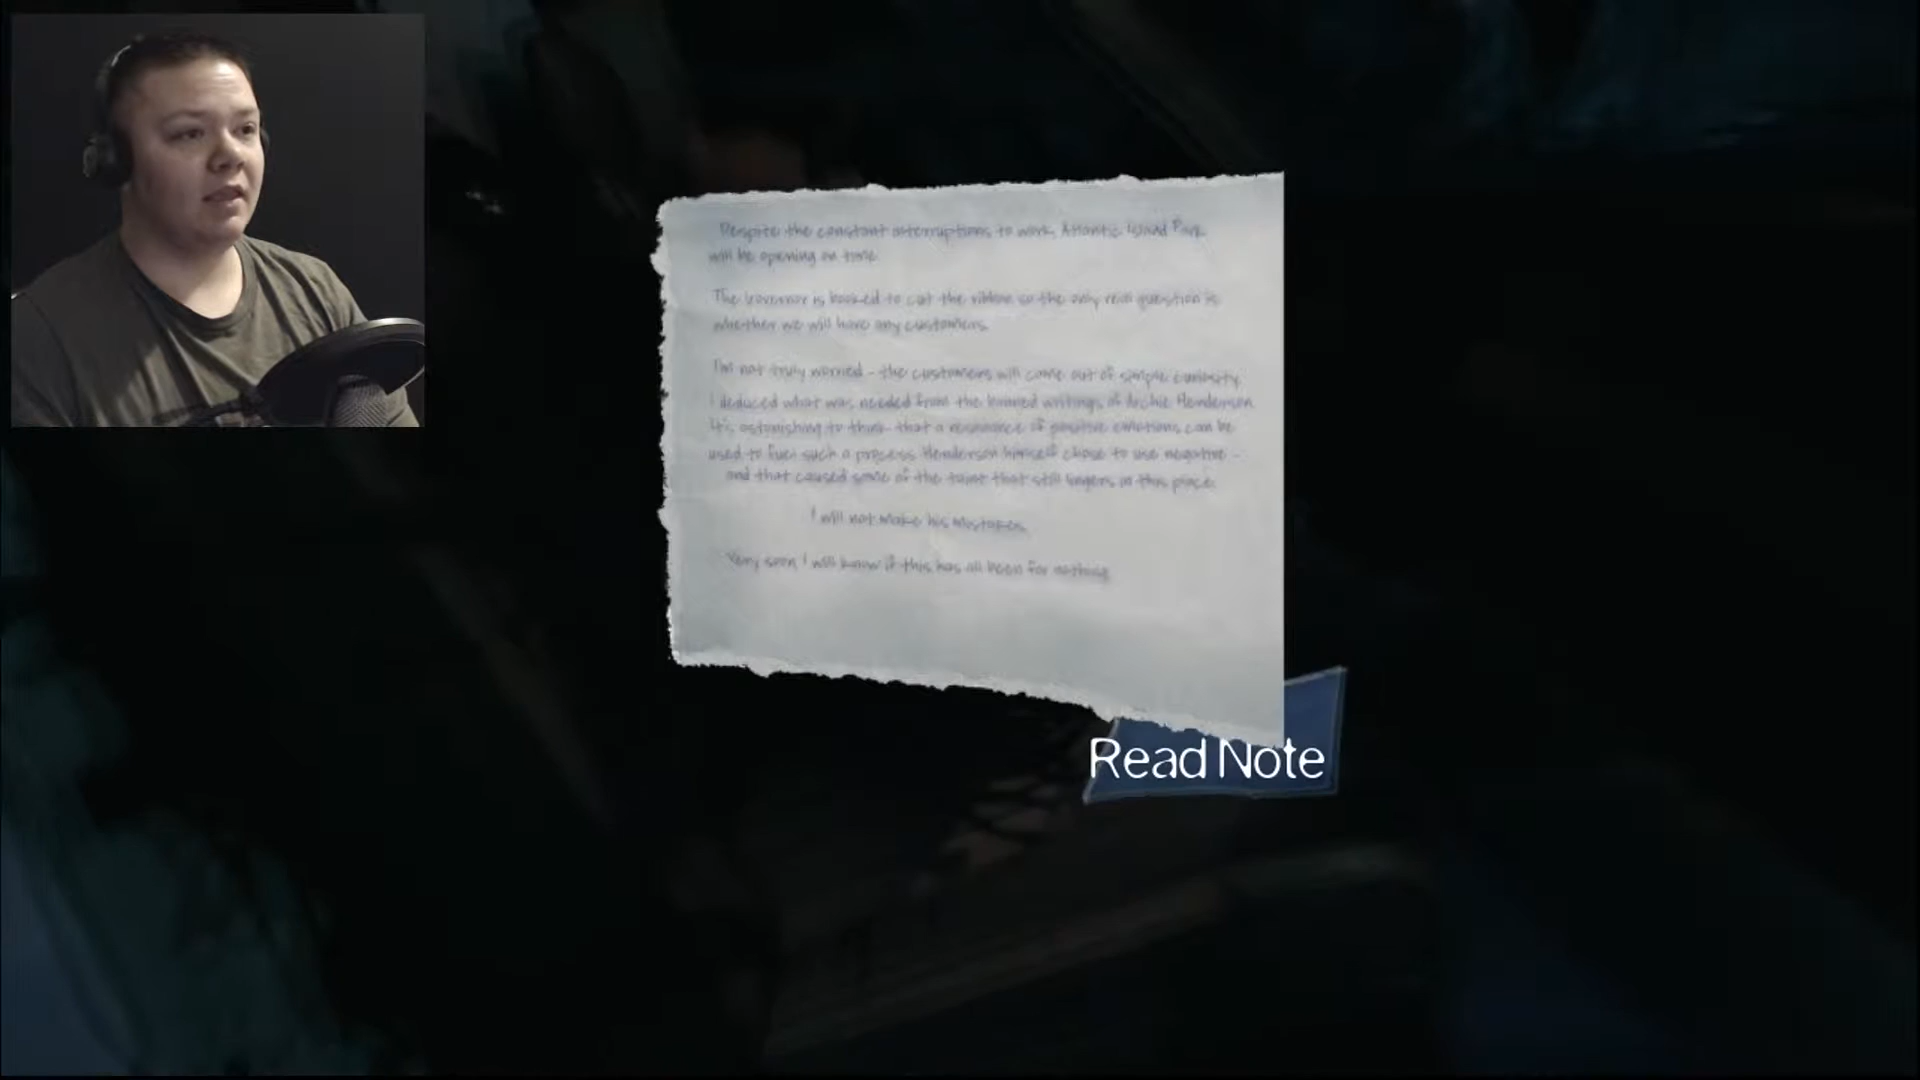 Despite the constant interruptions to work, Atlantic Island Park
will be opening on time.
The Governor is booked to cut the ribbon so the only real question is
whether we will have any customers.
I'm not truly worried - the customers will come out of simple curiosity.
I deduced what was needed from the banned writings of Archie Henderson.
It's astonishing to think that a resonance of positive emotions can be
used to fuel such a process. Henderson himself chose to use negative -
and that caused some of the taint that still lingers in this place.
I will not make his mistakes.
Very soon, I will know if this has all been for nothing.
Read Note